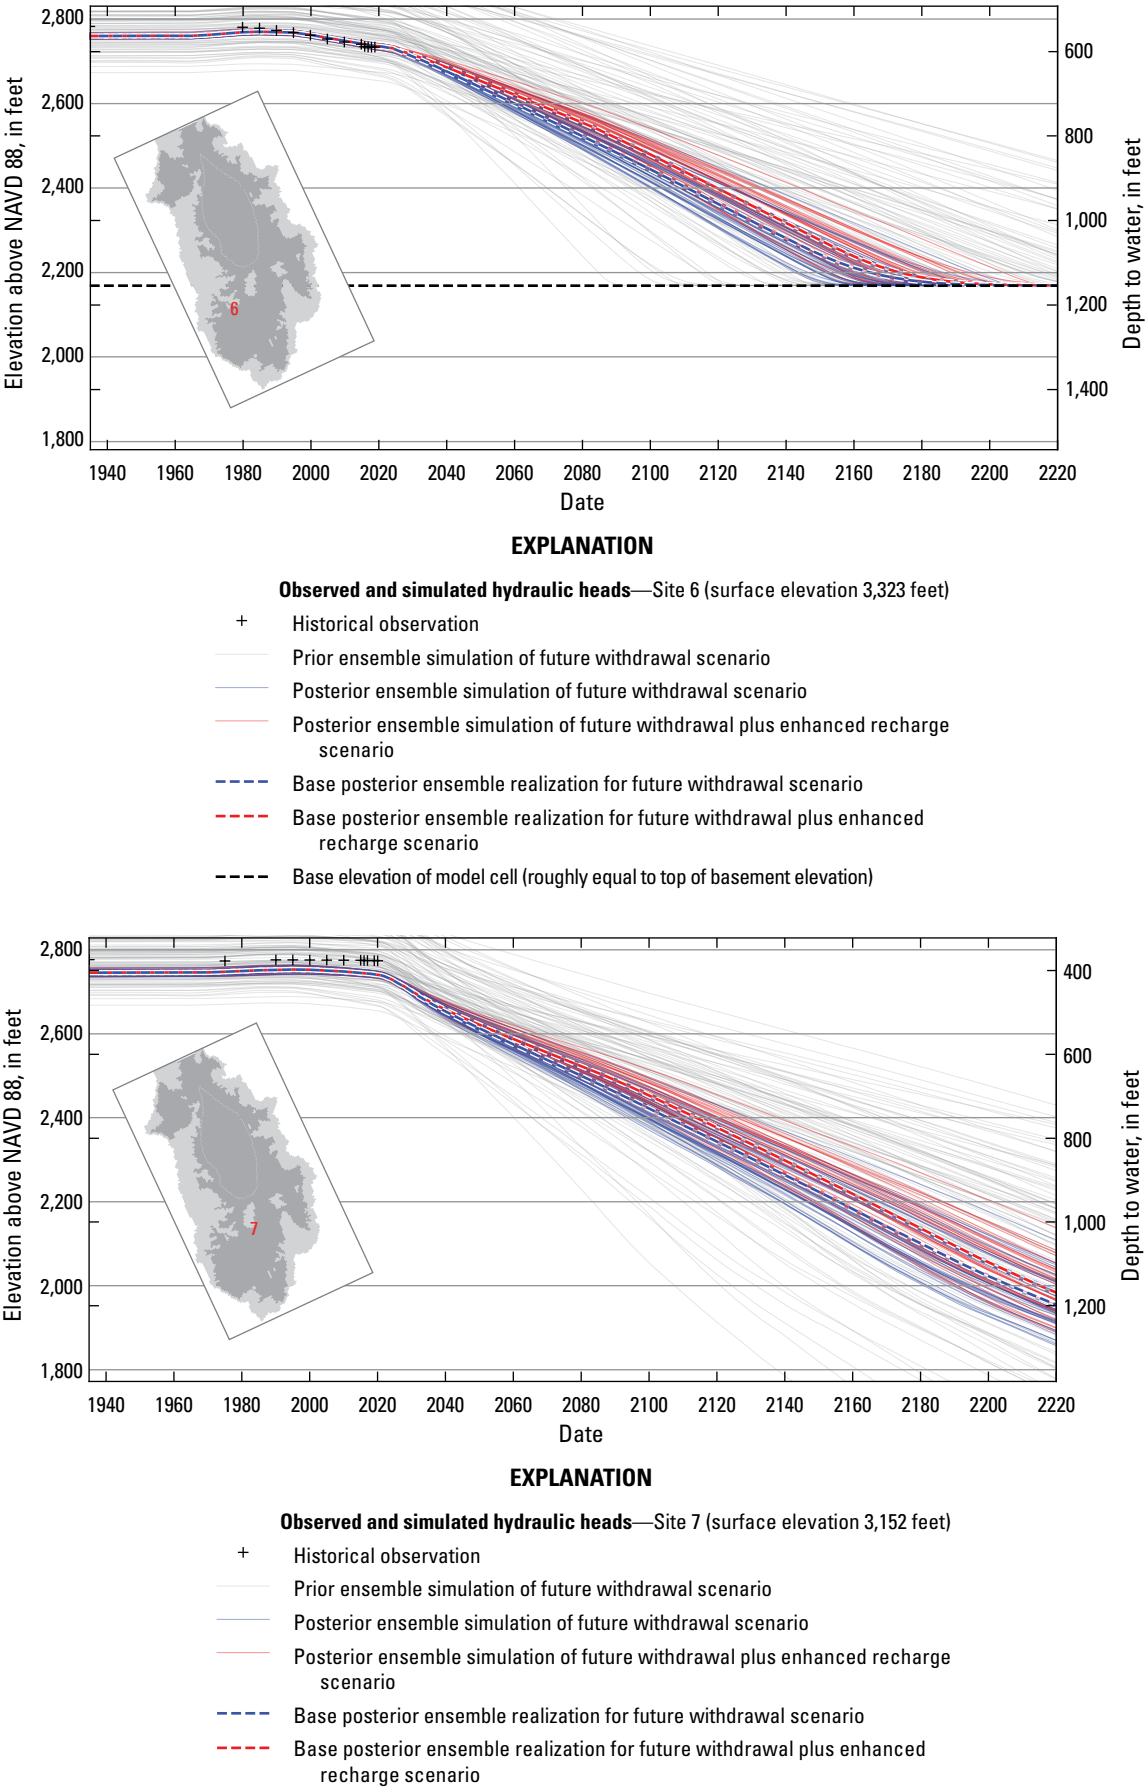 2,800
2,600
2,400
2,200
2,000
1,800
Elevation above NAVD 88, in feet
600
800
1,000
1,200
1,400
Depth to water, in feet
6
1940 1960 1980 2000 2020 2040 2060 2080 2100 2120 2140 2160 2180 2200 2220
Date
EXPLANATION
Observed and simulated hydraulic heads—Site 6 (surface elevation 3,323 feet)
Historical observation
Prior ensemble simulation of future withdrawal scenario
Posterior ensemble simulation of future withdrawal scenario
Posterior ensemble simulation of future withdrawal plus enhanced recharge
scenario
Base posterior ensemble realization for future withdrawal scenario
Base posterior ensemble realization for future withdrawal plus enhanced
recharge scenario
Base elevation of model cell (roughly equal to top of basement elevation)
2,800
2,600
2,400
2,200
2,000
1,800
Elevation above NAVD 88, in feet
400
600
800
1,000
1,200
Depth to water, in feet
7
1940 1960 1980 2000 2020 2040 2060 2080 2100 2120 2140 2160 2180 2200 2220
Date
EXPLANATION
Observed and simulated hydraulic heads—Site 7 (surface elevation 3,152 feet)
Historical observation
Prior ensemble simulation of future withdrawal scenario
Posterior ensemble simulation of future withdrawal scenario
Posterior ensemble simulation of future withdrawal plus enhanced recharge
scenario
Base posterior ensemble realization for future withdrawal scenario
Base posterior ensemble realization for future withdrawal plus enhanced
recharge scenario